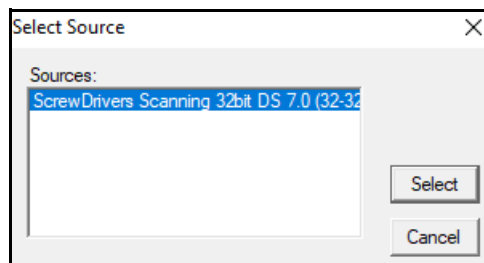 Select Source
Sources:
ScrewDrivers Scanning 32bit DS 7.0 (32-32
Select
Cancel